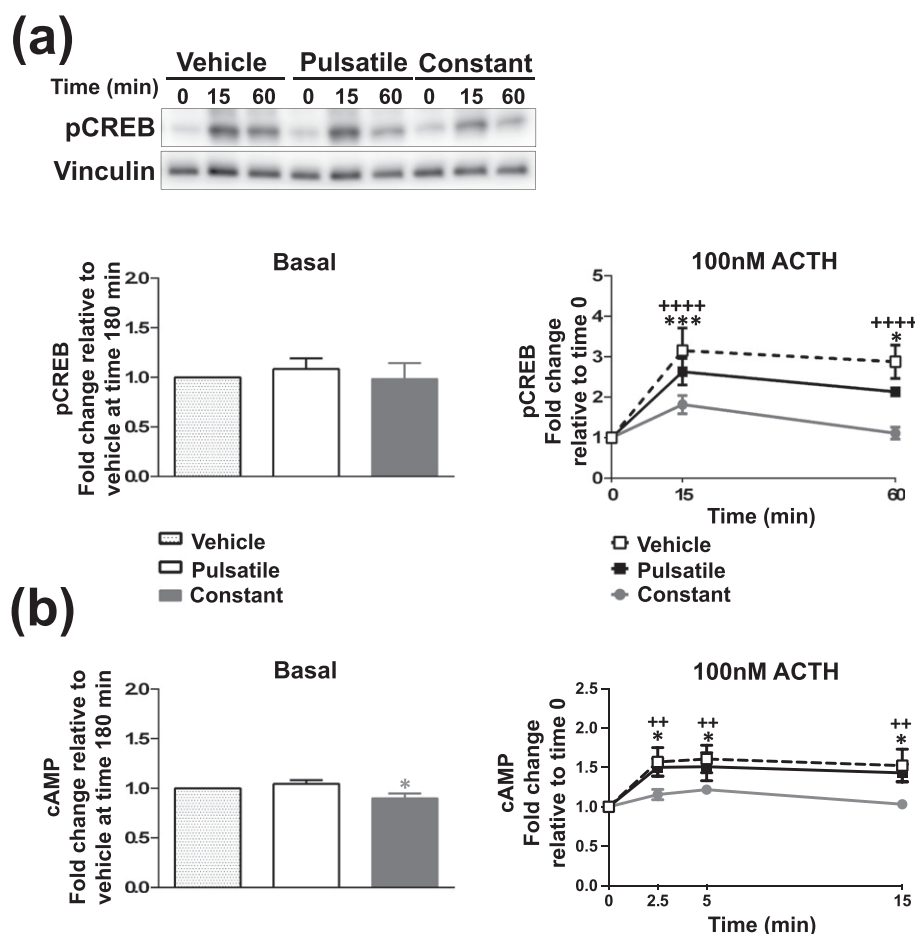 (a)
Vehicle Pulsatile Constant
Time (min) 0 15 60 0 15 60 0 15 60
pCREB
Vinculin
Basal
pCREB
Fold change relative to
vehicle at time 180 min
2.0
1.5
1.0
0.5
0.0
Vehicle
Pulsatile
Constant
100nM ACTH
pCREB
Fold change
relative to time 0
5
4
3
2
1
0
++++
***
++++
*
0 15 60
Time (min)
Vehicle
Pulsatile
Constant
(b)
Basal
cAMP
Fold change relative to
vehicle at time 180 min
2.0
1.5
1.0
0.5
0.0
*
100nM ACTH
cAMP
Fold change
relative to time 0
2.5
2.0
1.5
1.0
0.5
0.0
++ ++ ++
* * *
0 2.5 5 15
Time (min)